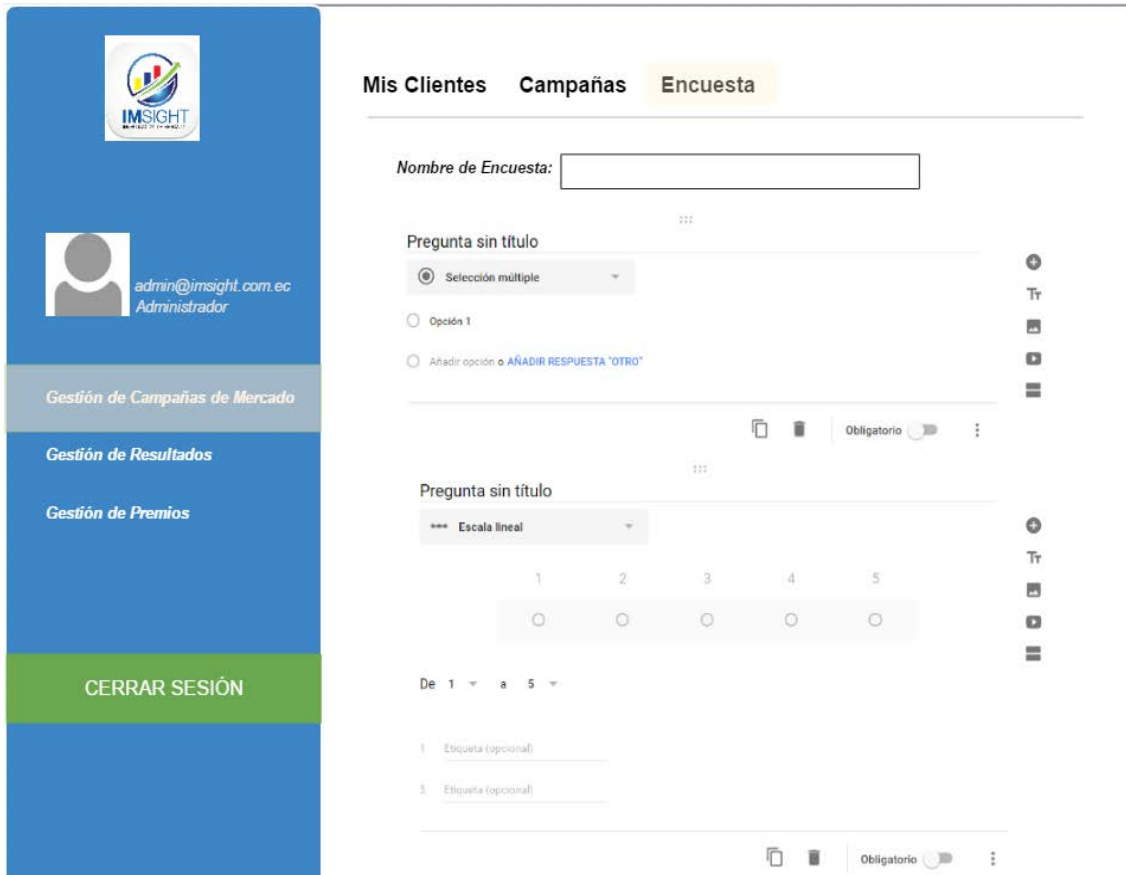 IMSIGHT
admin@imsight.com.ec
Administrador
Gestión de Campañas de Mercado
Gestión de Resultados
Gestión de Premios
CERRAR SESIÓN
Mis Clientes Campañas Encuesta
Nombre de Encuesta:
Pregunta sin título
Selección múltiple
Opción 1
Añadir opción o AÑADIR RESPUESTA "OTRO"
Obligatorio
Pregunta sin título
Escala lineal
1 2 3 4 5
De 1 a 5
1 Etiqueta (opcional)
5 Etiqueta (opcional)
Obligatorio